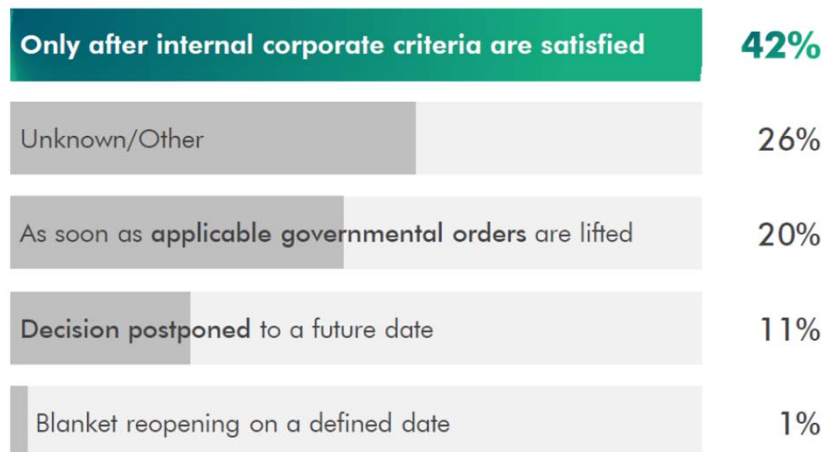 Only after internal corporate criteria are satisfied 42%
Unknown/Other 26%
As soon as applicable governmental orders are lifted 20%
Decision postponed to a future date 11%
Blanket reopening on a defined date 1%